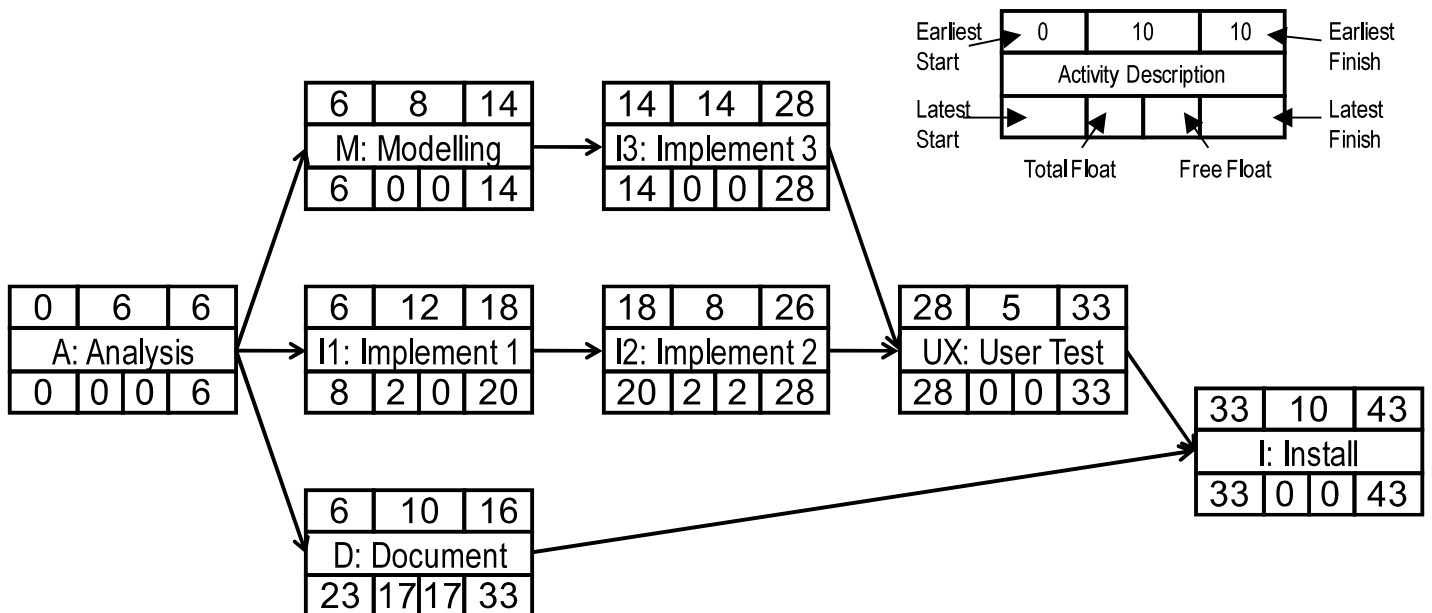 Earliest Start
0 10 10
Earliest Finish
Activity Description
Latest Start
Latest Finish
Total Float
Free Float
6 8 14
M: Modelling
6 0 0 14
14 14 28
I3: Implement 3
14 0 0 28
0 6 6
A: Analysis
0 0 0 6
6 12 18
I1: Implement 1
8 2 0 20
18 8 26
I2: Implement 2
20 2 2 28
28 5 33
UX: User Test
28 0 0 33
33 10 43
I: Install
33 0 0 43
6 10 16
D: Document
23 17 17 33